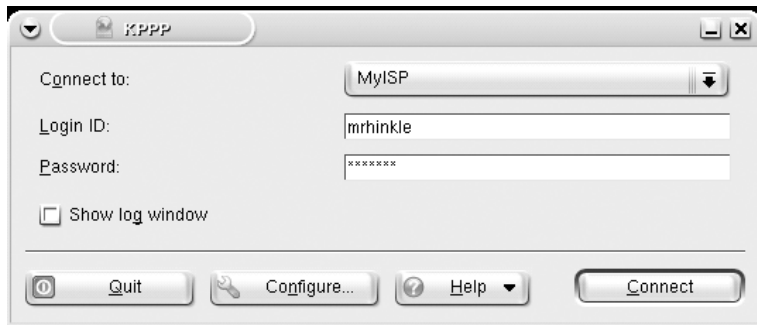 KPPP
Connect to: MyISP
Login ID: mrhinkle
Password: *******
Show log window
Quit Configure... Help Connect